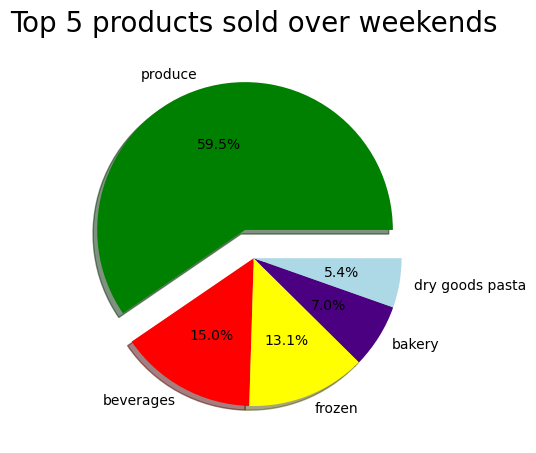 Top 5 products sold over weekends
produce
59.5%
5.4%
dry goods pasta
7.0%
15.0%
13.1%
bakery
beverages
frozen